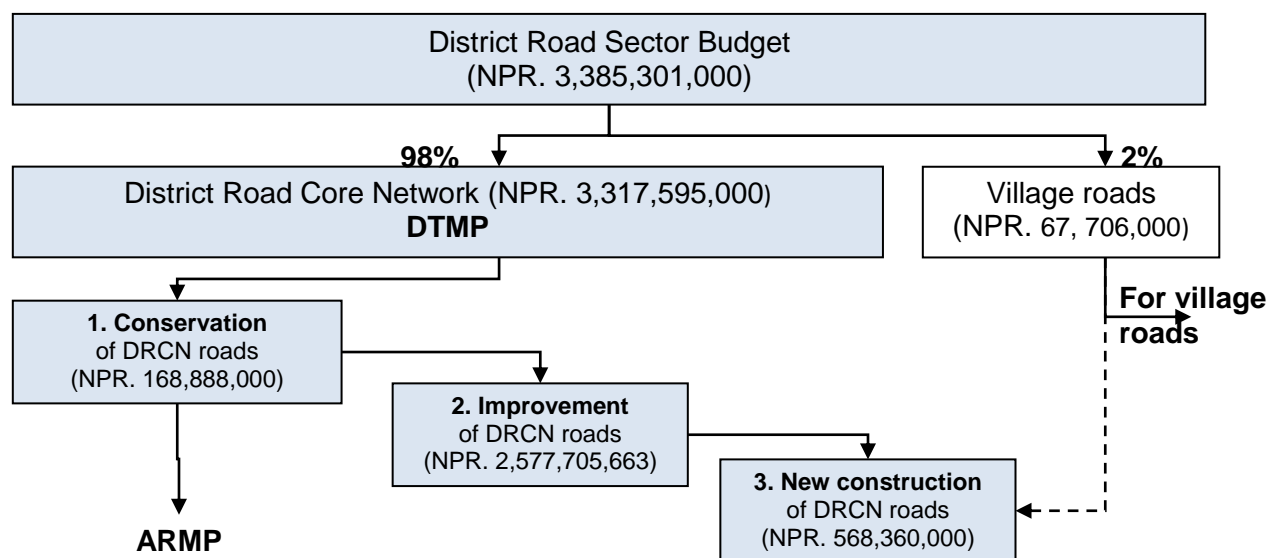 District Road Sector Budget
(NPR. 3,385,301,000)
98%
2%
District Road Core Network (NPR. 3,317,595,000)
DTMP
Village roads
(NPR. 67, 706,000)
For village
roads
1. Conservation
of DRCN roads
(NPR. 168,888,000)
2. Improvement
of DRCN roads
(NPR. 2,577,705,663)
3. New construction
of DRCN roads
(NPR. 568,360,000)
ARMP